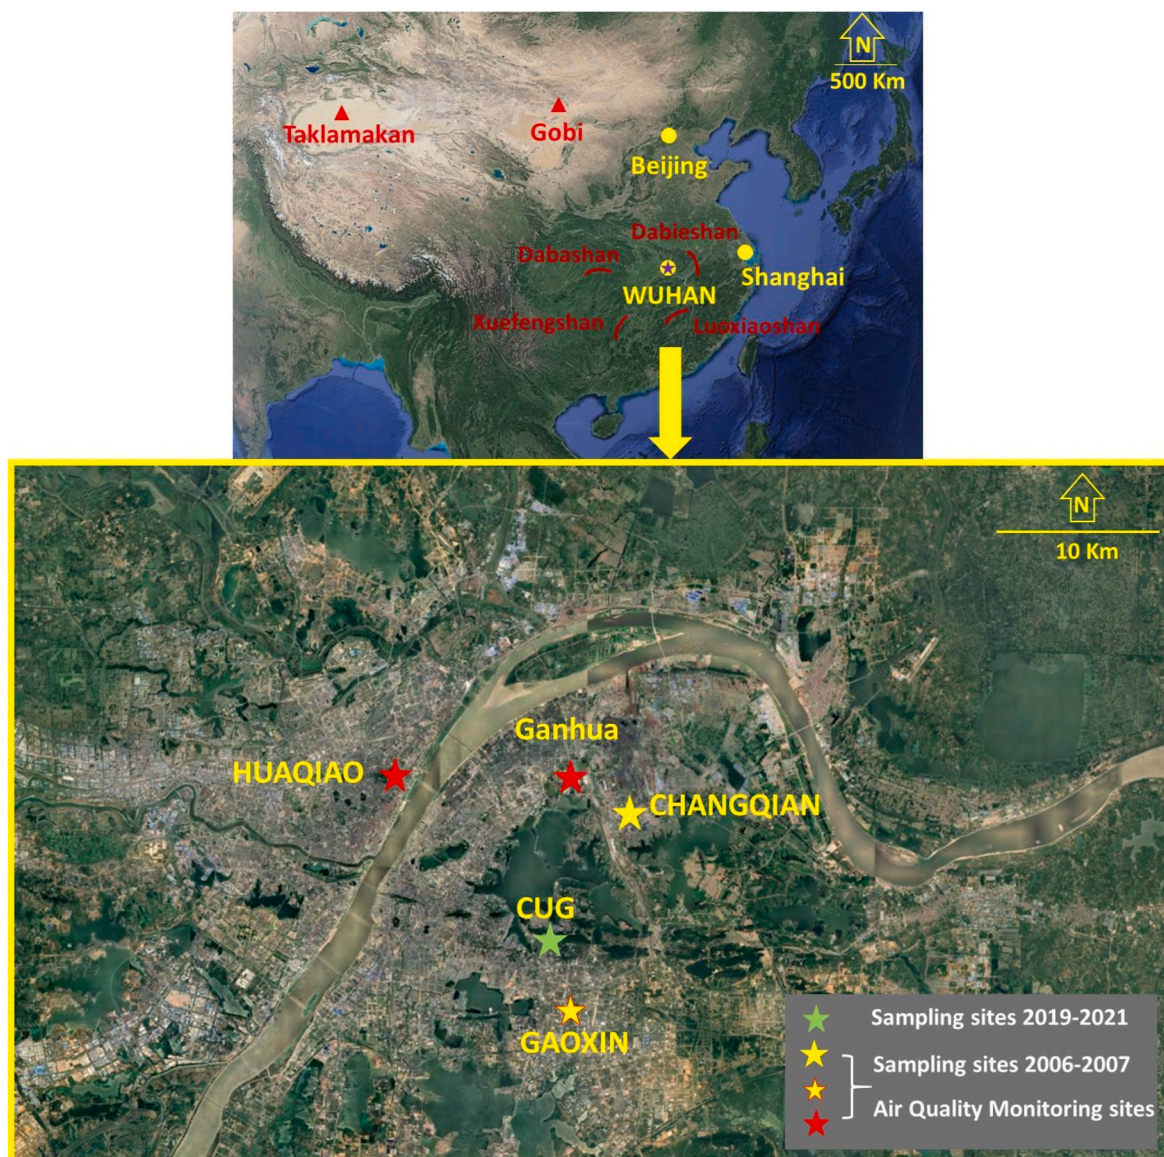 N
500 Km
Taklamakan
Gobi
Beijing
Dabieshan
Dabashan
Shanghai
WUHAN
Xuefengshan
Luoxiaoshan
N
10 Km
Ganhua
HUAQIAO
CHANGQIAN
CUG
GAOXIN
Sampling sites 2019-2021
Sampling sites 2006-2007
Air Quality Monitoring sites